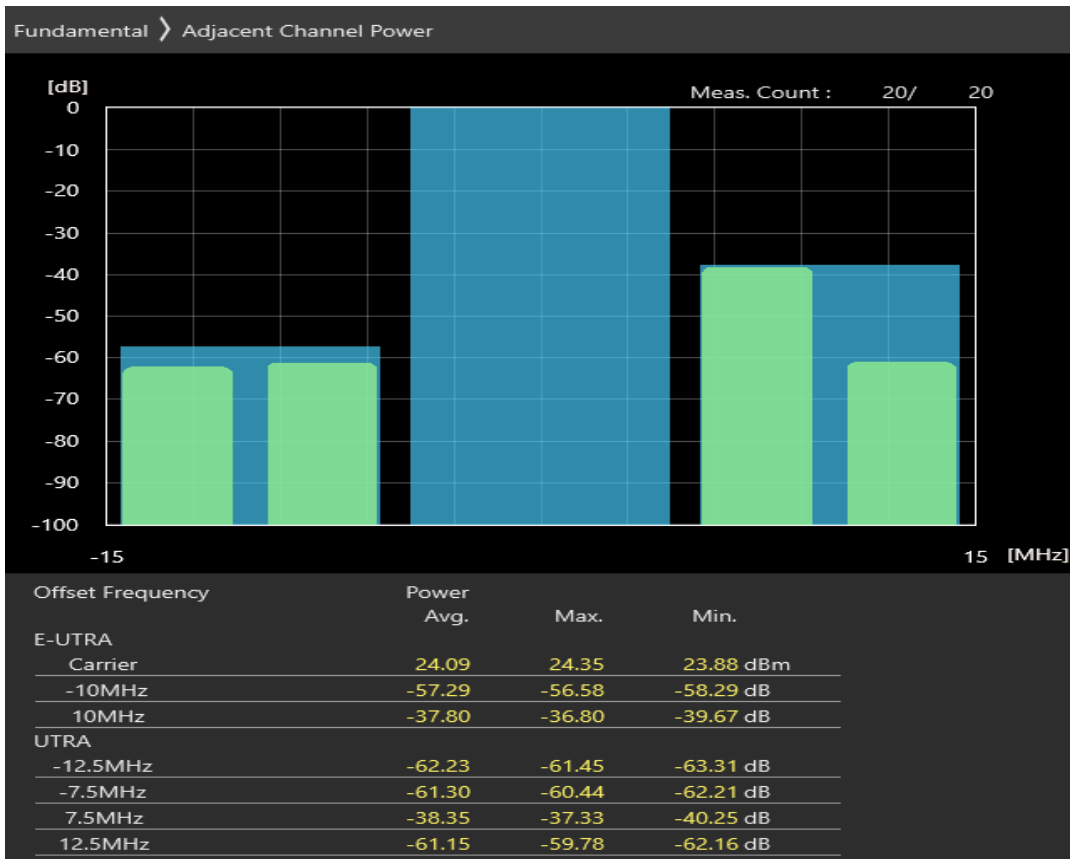 Fundamental ❯ Adjacent Channel Power
[dB]
Meas. Count : 20/ 20
0
-10
-20
-30
-40
-50
-60
-70
-80
-90
-100
-15 15 [MHz]
Offset Frequency Power
Avg. Max. Min.
E-UTRA
Carrier 24.09 24.35 23.88 dBm
-10MHz -57.29 -56.58 -58.29 dB
10MHz -37.80 -36.80 -39.67 dB
UTRA
-12.5MHz -62.23 -61.45 -63.31 dB
-7.5MHz -61.30 -60.44 -62.21 dB
7.5MHz -38.35 -37.33 -40.25 dB
12.5MHz -61.15 -59.78 -62.16 dB